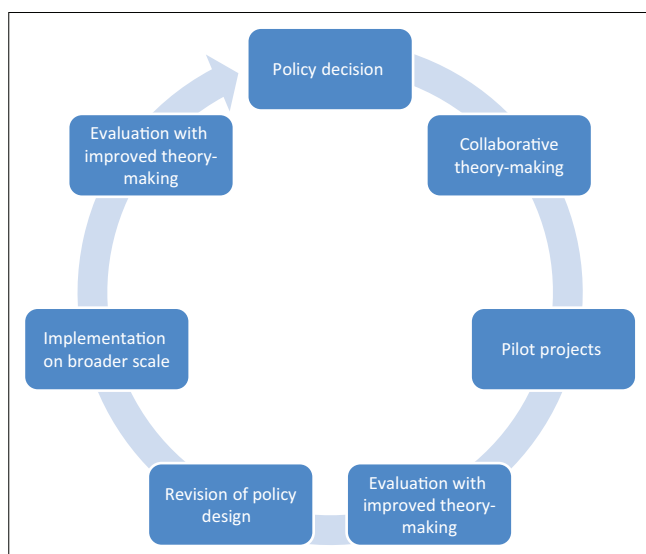 Policy decision
Collaborative
theory-making
Pilot projects
Evaluation with
improved theory-
making
Revision of policy
design
Implementation
on broader scale
Evaluation with
improved theory-
making